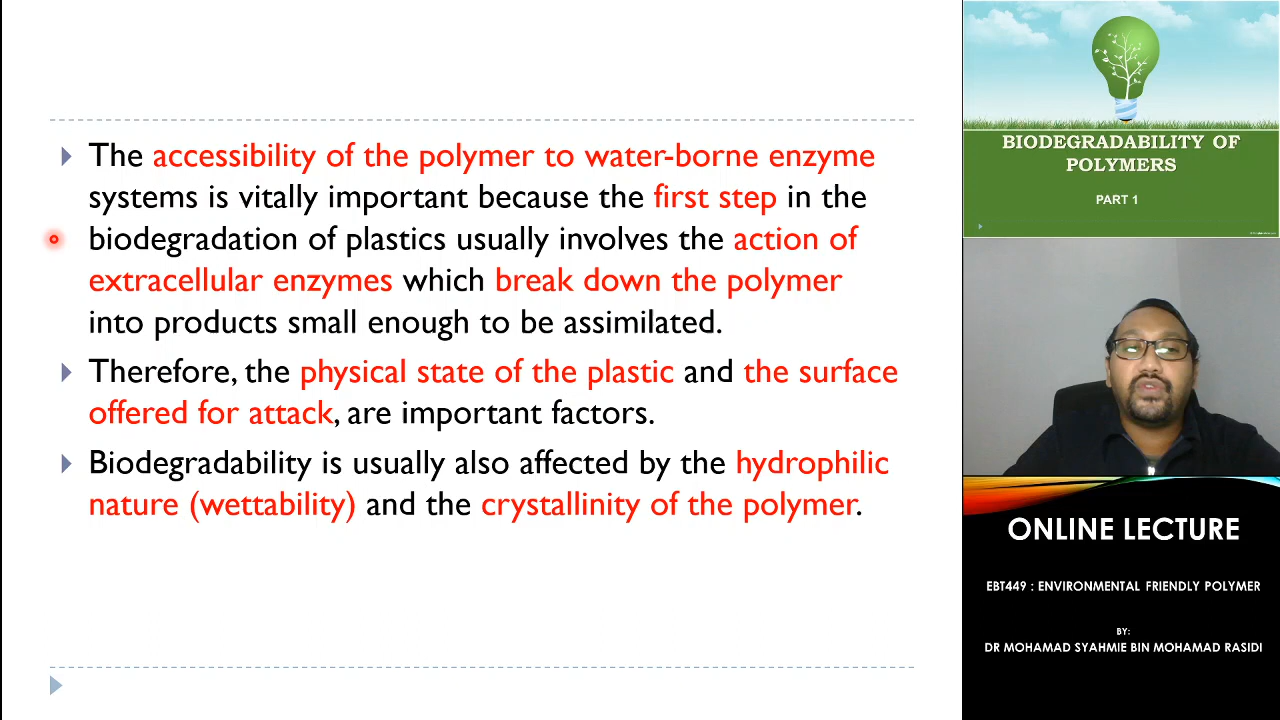 The accessibility of the polymer to water-borne enzyme
systems is vitally important because the first step in the
biodegradation of plastics usually involves the action of
extracellular enzymes which break down the polymer
into products small enough to be assimilated.
Therefore, the physical state of the plastic and the surface
offered for attack, are important factors.
Biodegradability is usually also affected by the hydrophilic
nature (wettability) and the crystallinity of the polymer.
BIODEGRADABILITY OF
POLYMERS
PART 1
ONLINE LECTURE
EBT449 : ENVIRONMENTAL FRIENDLY POLYMER
BY:
DR MOHAMAD SYAHMIE BIN MOHAMAD RASIDI